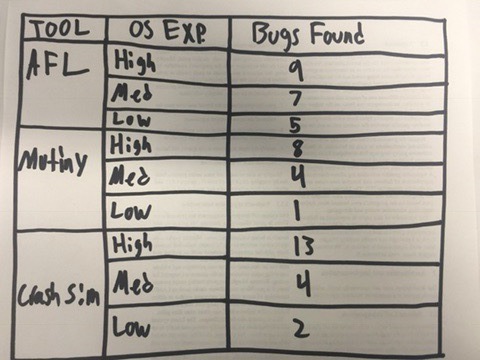 TOOL OS EXP Bugs Found
AFL High 9
Med 7
Low 5
Mutiny High 8
Med 4
Low 1
Crash Sim High 13
Med 4
Low 2